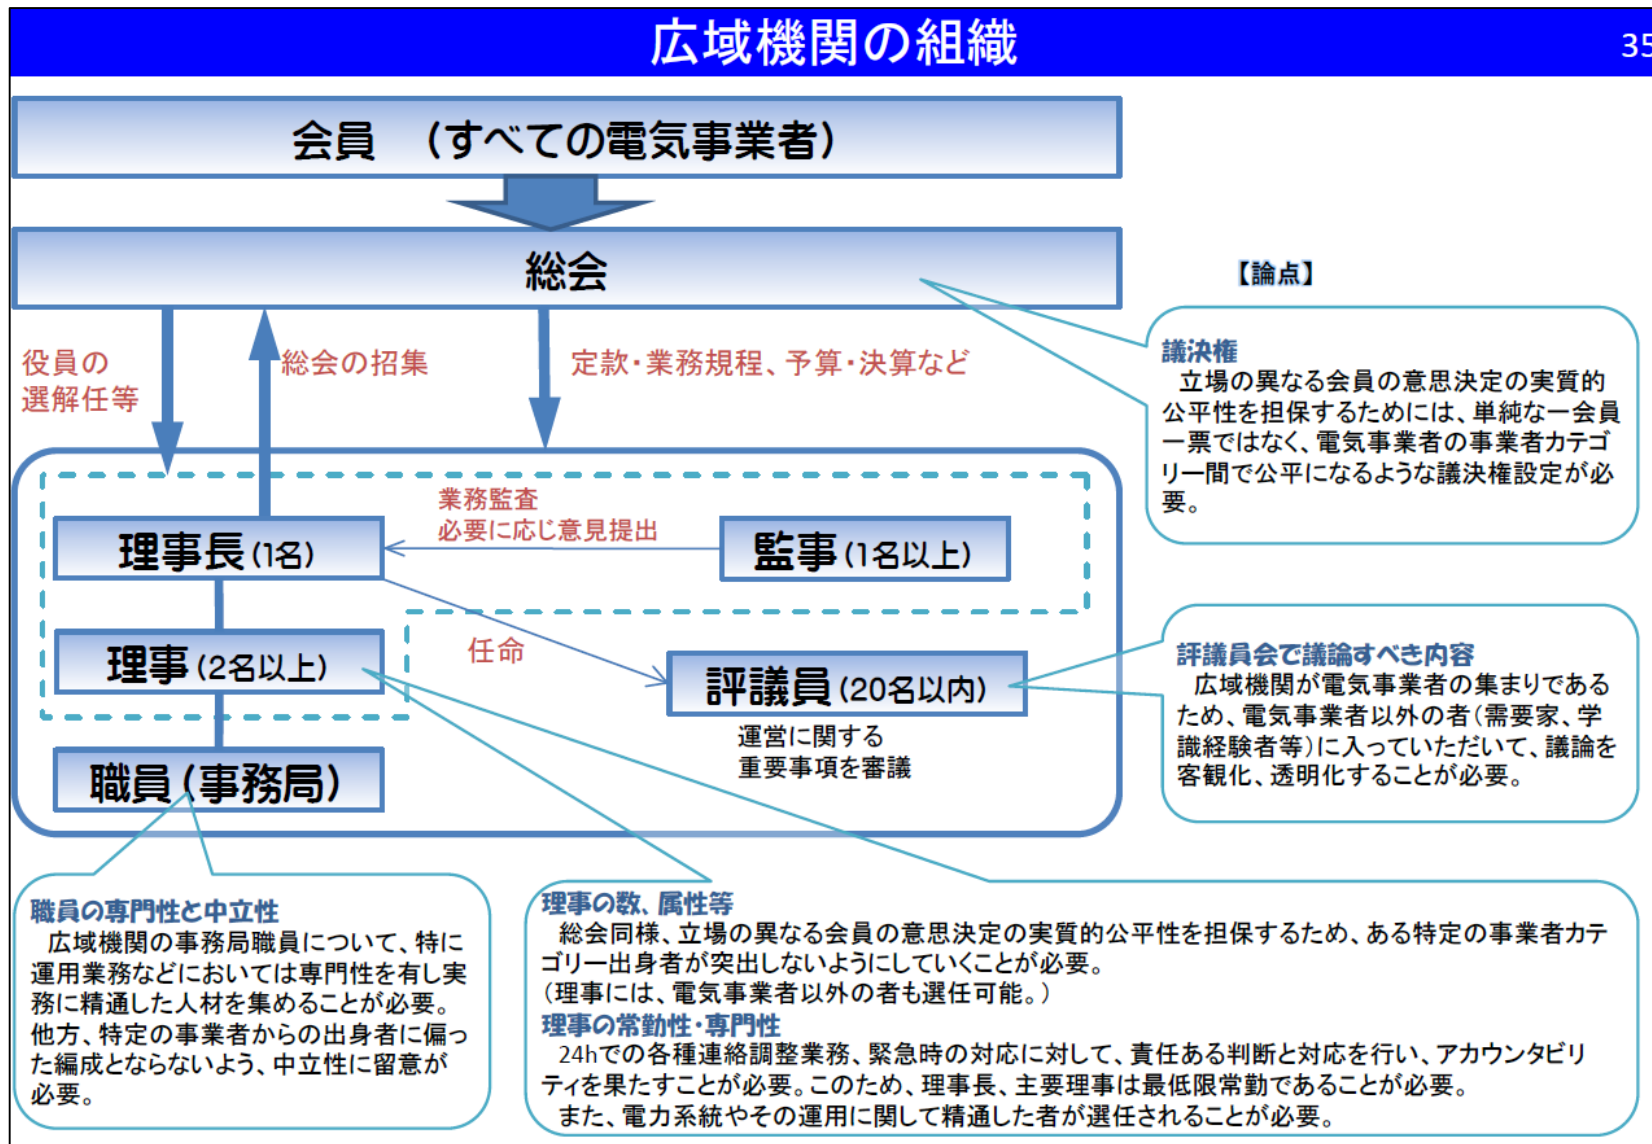 広域機関の組織
35
会員　（すべての電気事業者）
総会
【論点】
役員の
選解任等
総会の招集
定款・業務規程、予算・決算など
議決権
立場の異なる会員の意思決定の実質的
公平性を担保するためには、単純な一会員
一票ではなく、電気事業者の事業者カテゴ
リー間で公平になるような議決権設定が必
要。
業務監査
必要に応じ意見提出
理事長（1名）
監事（1名以上）
任命
理事（2名以上）
評議員（20名以内）
運営に関する
重要事項を審議
職員（事務局）
評議員会で議論すべき内容
広域機関が電気事業者の集まりである
ため、電気事業者以外の者（需要家、学
識経験者等）に入っていただいて、議論を
客観化、透明化することが必要。
職員の専門性と中立性
広域機関の事務局職員について、特に
運用業務などにおいては専門性を有し実
務に精通した人材を集めることが必要。
他方、特定の事業者からの出身者に偏っ
た編成とならないよう、中立性に留意が
必要。
理事の数、属性等
総会同様、立場の異なる会員の意思決定の実質的公平性を担保するため、ある特定の事業者カテ
ゴリー出身者が突出しないようにしていくことが必要。
（理事には、電気事業者以外の者も選任可能。）
理事の常勤性・専門性
24hでの各種連絡調整業務、緊急時の対応に対して、責任ある判断と対応を行い、アカウンタビリ
ティを果たすことが必要。このため、理事長、主要理事は最低限常勤であることが必要。
また、電力系統やその運用に関して精通した者が選任されることが必要。